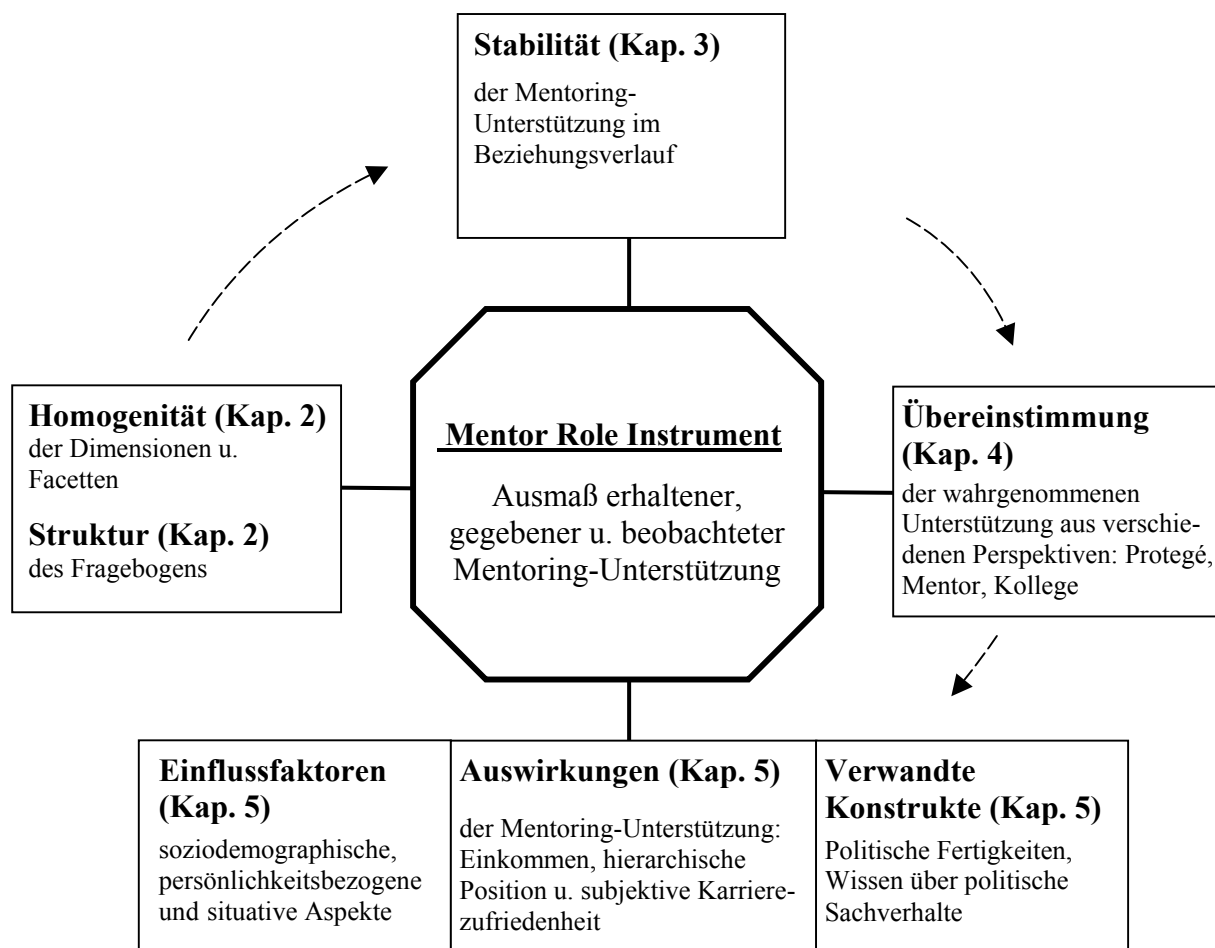 Stabilität (Kap. 3)
der Mentoring-
Unterstützung im
Beziehungsverlauf
Homogenität (Kap. 2)
der Dimensionen u.
Facetten
Struktur (Kap. 2)
des Fragebogens
Mentor Role Instrument
Ausmaß erhaltener,
gegebener u. beobachteter
Mentoring-Unterstützung
Übereinstimmung
(Kap. 4)
der wahrgenommenen
Unterstützung aus verschie-
denen Perspektiven: Protegé,
Mentor, Kollege
Einflussfaktoren
(Kap. 5)
soziodemographische,
persönlichkeitsbezogene
und situative Aspekte
Auswirkungen (Kap. 5)
der Mentoring-Unterstützung:
Einkommen, hierarchische
Position u. subjektive Karriere-
zufriedenheit
Verwandte
Konstrukte (Kap. 5)
Politische Fertigkeiten,
Wissen über politische
Sachverhalte